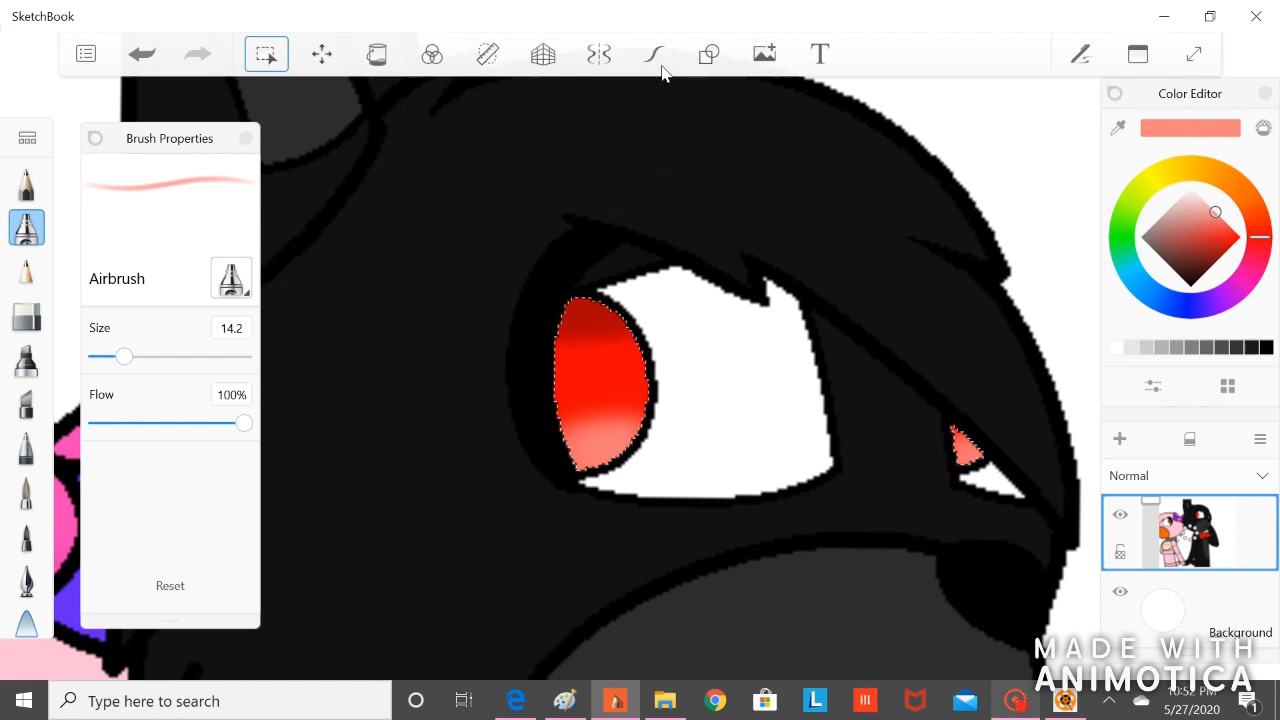 SketchBook
T
Brush Properties
Color Editor
Airbrush
Size
14.2
Flow
100%
Normal
Reset
Background
MADE WITH
ANIMOTICA
Type here to search
L
10:52 PM
5/27/2020
1